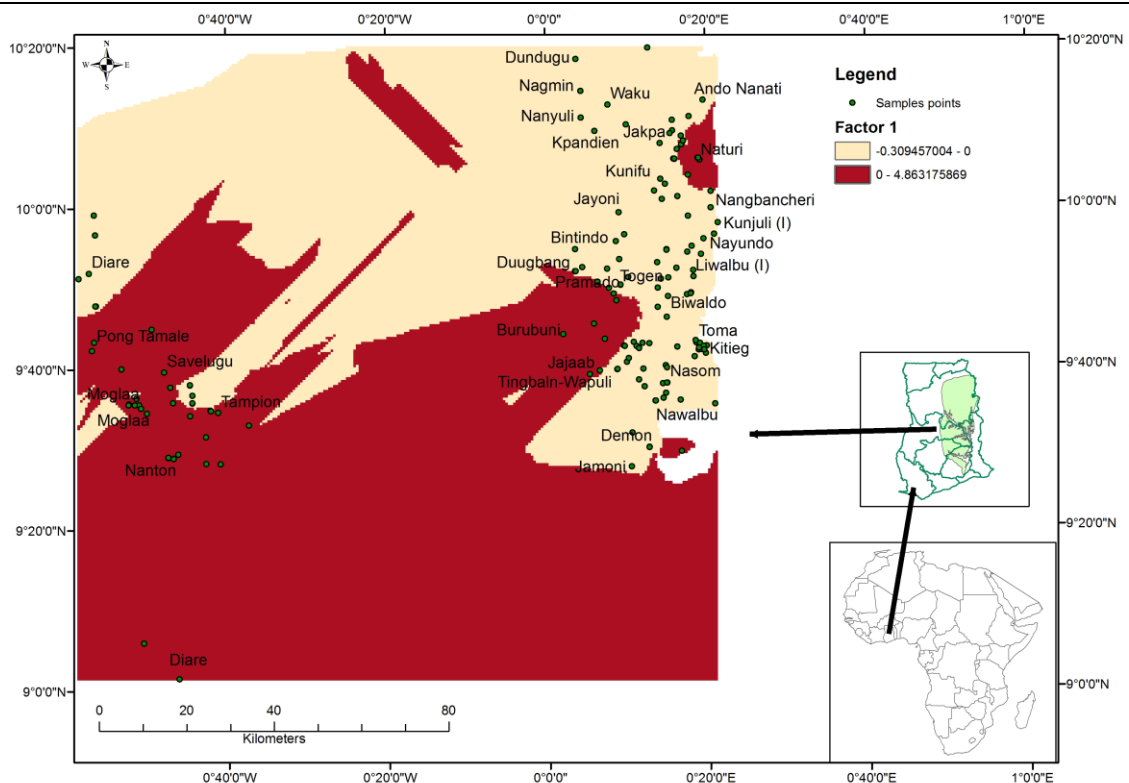 0°40'0"W 0°20'0"W 0°0'0" 0°20'0"E 0°40'0"E 1°0'0"E
10°20'0"N
10°20'0"N
N
W E
S
Dundugu
Nagmin
Waku
Ando Nanati
Nanyuli
Jakpa
Kpandien
Naturi
Kunifu
Jayoni
Nangbancheri
10°0'0"N
10°0'0"N
Kunjuli (I)
Bintindo
Nayundo
Diare
Duugbang
Liwalbu (I)
Pramado
Togen
Biwaldo
Pong Tamale
Burubuni
Toma
Kitieg
Savelugu
Jajaab
Nasom
9°40'0"N
9°40'0"N
Tingbaln-Wapuli
Moglaa
Tampion
Moglaa
Nawalbu
Demon
Nanton
Jamoni
9°20'0"N
9°20'0"N
Diare
9°0'0"N
9°0'0"N
Legend
Samples points
Factor 1
-0.309457004 - 0
0 - 4.863175869
0 20 40 80
Kilometers
0°40'0"W 0°20'0"W 0°0'0" 0°20'0"E 0°40'0"E 1°0'0"E